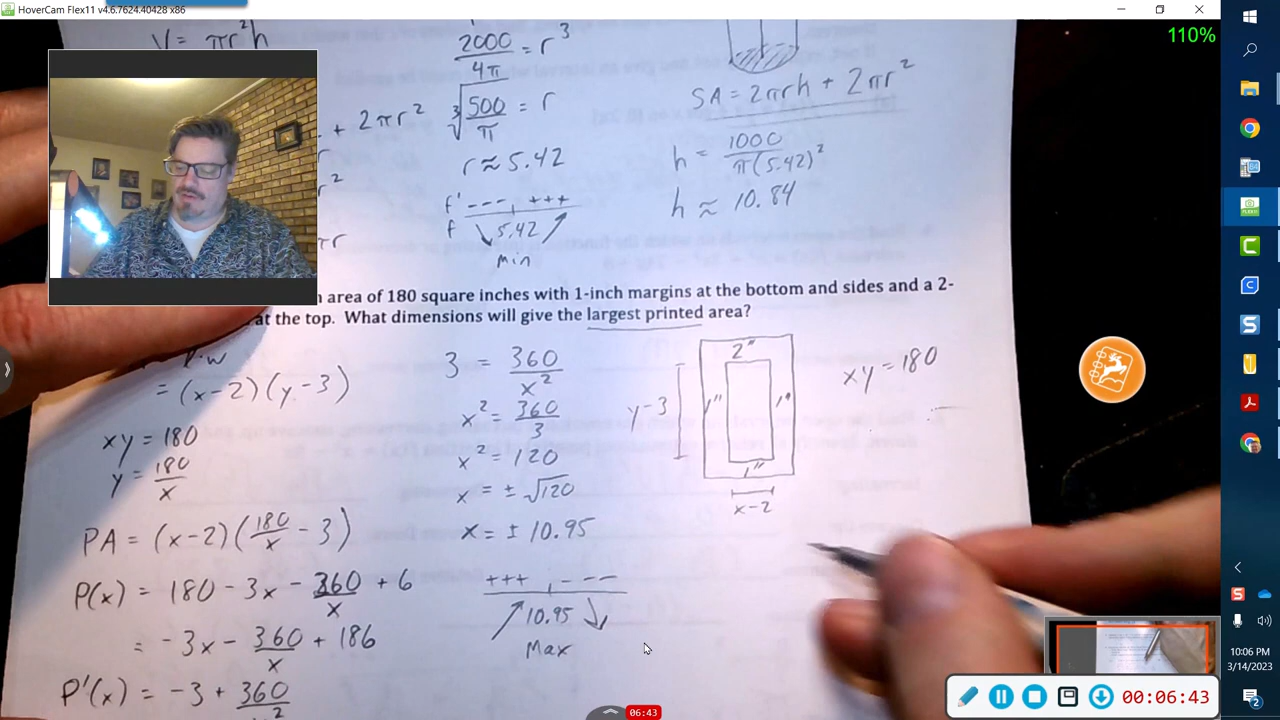 HoverCam Flex11 v4.6.7624.40428 x86
110%
V = πr²h
+ 2πr²
2000/4π = r³
∛500/π = r
r ≈ 5.42
f' --- +++
f 5.42
min
SA = 2πrh + 2πr²
h = 1000/π(5.42)²
h ≈ 10.84
area of 180 square inches with 1-inch margins at the bottom and sides and a 2-
at the top. What dimensions will give the largest printed area?
= (x-2)(y-3)
xy = 180
y = 180/x
PA = (x-2)(180/x - 3)
P(x) = 180 - 3x - 360/x + 6
= -3x - 360/x + 186
P'(x) = -3 + 360/x²
3 = 360/x²
x² = 360/3
x² = 120
x = ± √120
x = ± 10.95
+++ ---
10.95
Max
2"
1" 1"
1"
y-3
x-2
xy = 180
10:06 PM
3/14/2023
2
00:06:43
06:43